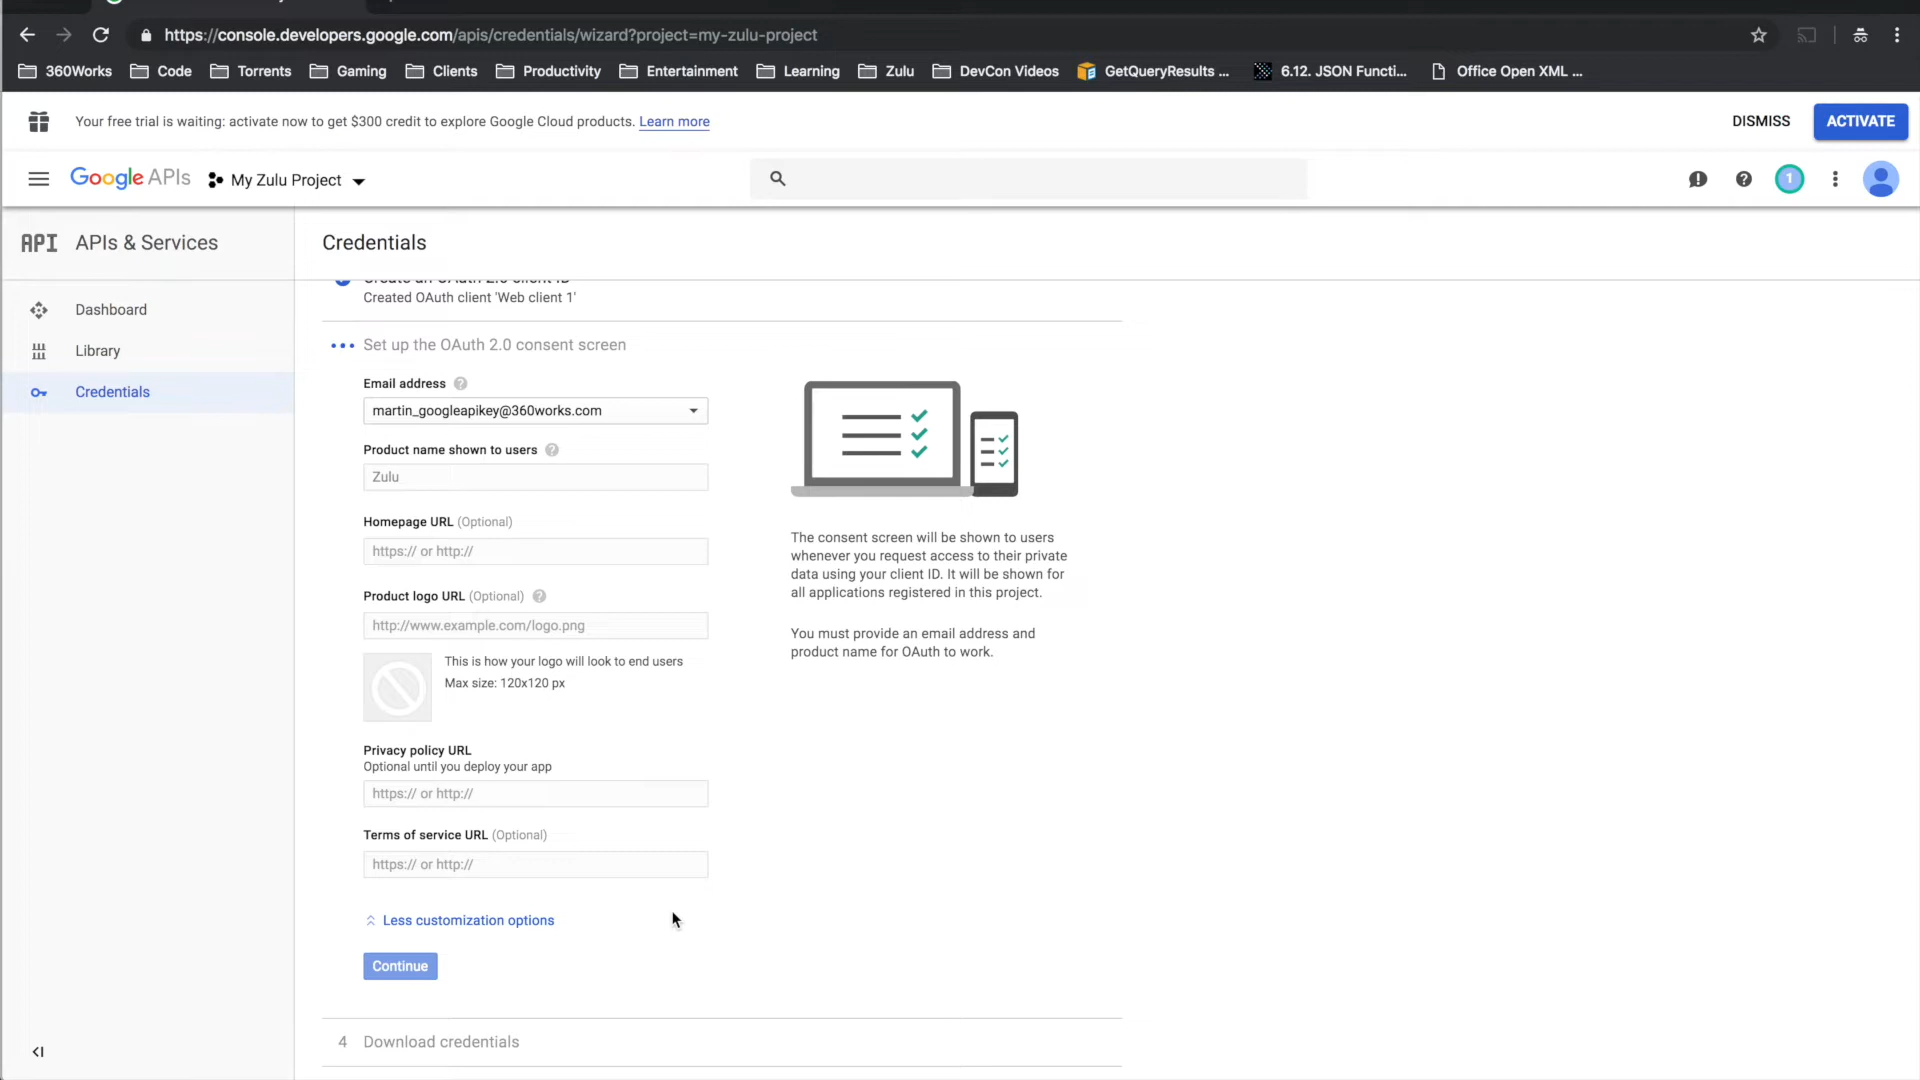 https://console.developers.google.com/apis/credentials/wizard?project=my-zulu-project
360Works Code Torrents Gaming Clients Productivity Entertainment Learning Zulu DevCon Videos GetQueryResults ... 6.12. JSON Functi... Office Open XML ...
Your free trial is waiting: activate now to get $300 credit to explore Google Cloud products. Learn more DISMISS ACTIVATE
Google APIs My Zulu Project 1
API APIs & Services Credentials
Dashboard
Library
Credentials
Create an OAuth 2.0 client ID
Created OAuth client 'Web client 1'
Set up the OAuth 2.0 consent screen
Email address ?
martin_googleapikey@360works.com
Product name shown to users ?
Zulu
Homepage URL (Optional)
https:// or http://
Product logo URL (Optional) ?
http://www.example.com/logo.png
This is how your logo will look to end users
Max size: 120x120 px
Privacy policy URL
Optional until you deploy your app
https:// or http://
Terms of service URL (Optional)
https:// or http://
Less customization options
Continue
The consent screen will be shown to users
whenever you request access to their private
data using your client ID. It will be shown for
all applications registered in this project.
You must provide an email address and
product name for OAuth to work.
4 Download credentials